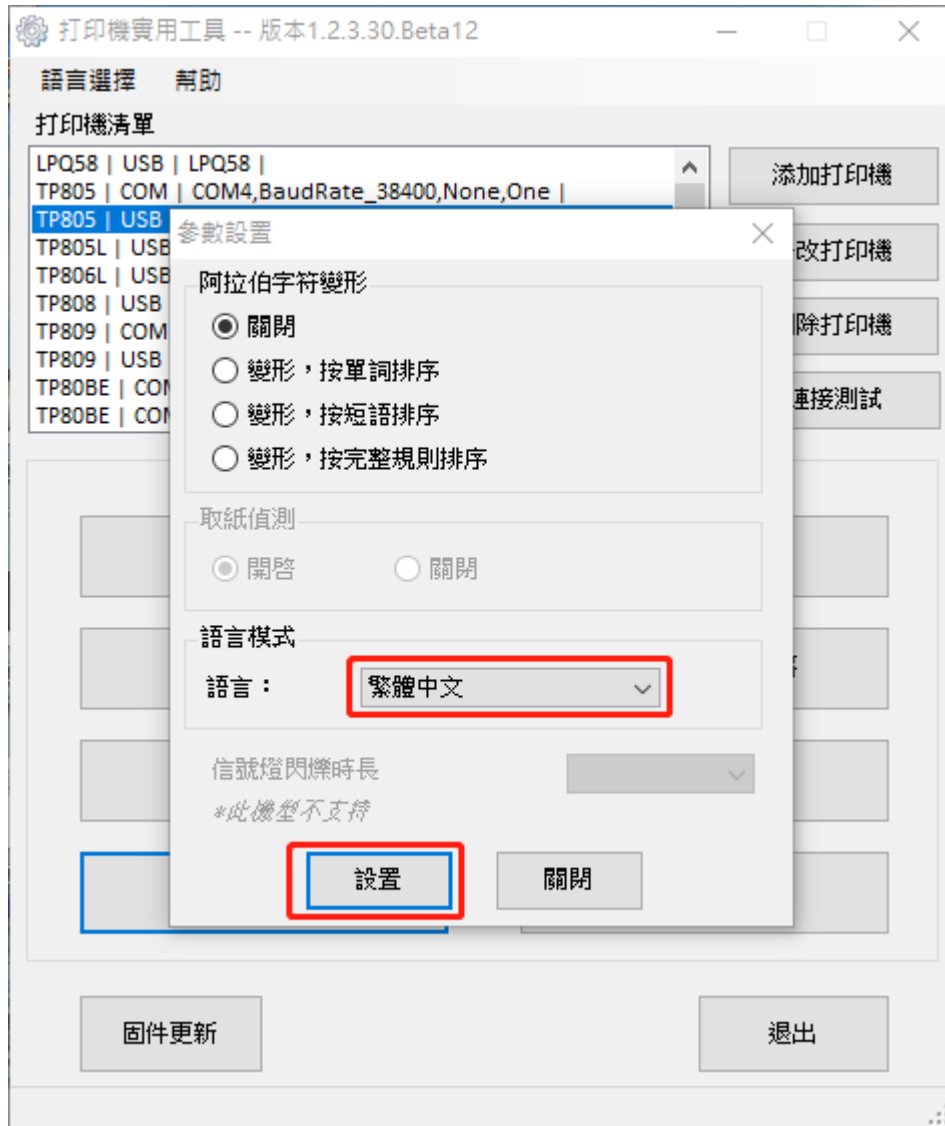 打印機實用工具 -- 版本1.2.3.30.Beta12
語言選擇 幫助
打印機清單
LPQ58 | USB | LPQ58 |
TP805 | COM | COM4,BaudRate_38400,None,One |
TP805 | USB
TP805L | USB
TP806L | USB
TP808 | USB
TP809 | COM
TP809 | USB
TP80BE | COM
TP80BE | COM
添加打印機
改打印機
除打印機
連接測試
參數設置
阿拉伯字符變形
關閉
變形，按單詞排序
變形，按短語排序
變形，按完整規則排序
取紙偵測
開啓 關閉
語言模式
語言： 繁體中文
信號燈閃爍時長
*此機型不支持
設置 關閉
固件更新 退出